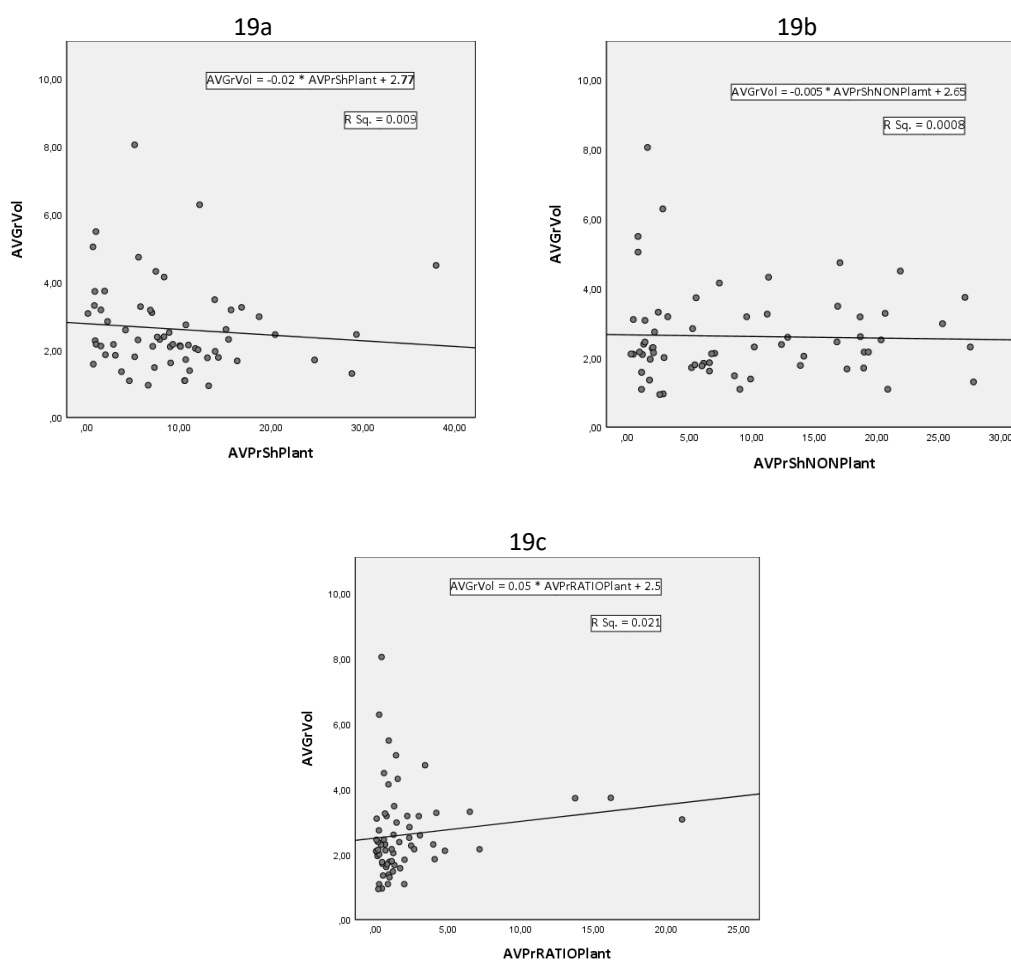 19a
AVGrVol = -0.02 * AVPrShPlant + 2.77
R Sq. = 0.009
10,00
8,00
6,00
4,00
2,00
,00
AVGrVol
,00 10,00 20,00 30,00 40,00
AVPrShPlant
19b
AVGrVol = -0.005 * AVPrShNONPlamt + 2.65
R Sq. = 0.0008
10,00
8,00
6,00
4,00
2,00
,00
AVGrVol
,00 5,00 10,00 15,00 20,00 25,00 30,00
AVPrShNONPlant
19c
AVGrVol = 0.05 * AVPrRATIOPlant + 2.5
R Sq. = 0.021
10,00
8,00
6,00
4,00
2,00
,00
AVGrVol
,00 5,00 10,00 15,00 20,00 25,00
AVPrRATIOPlant